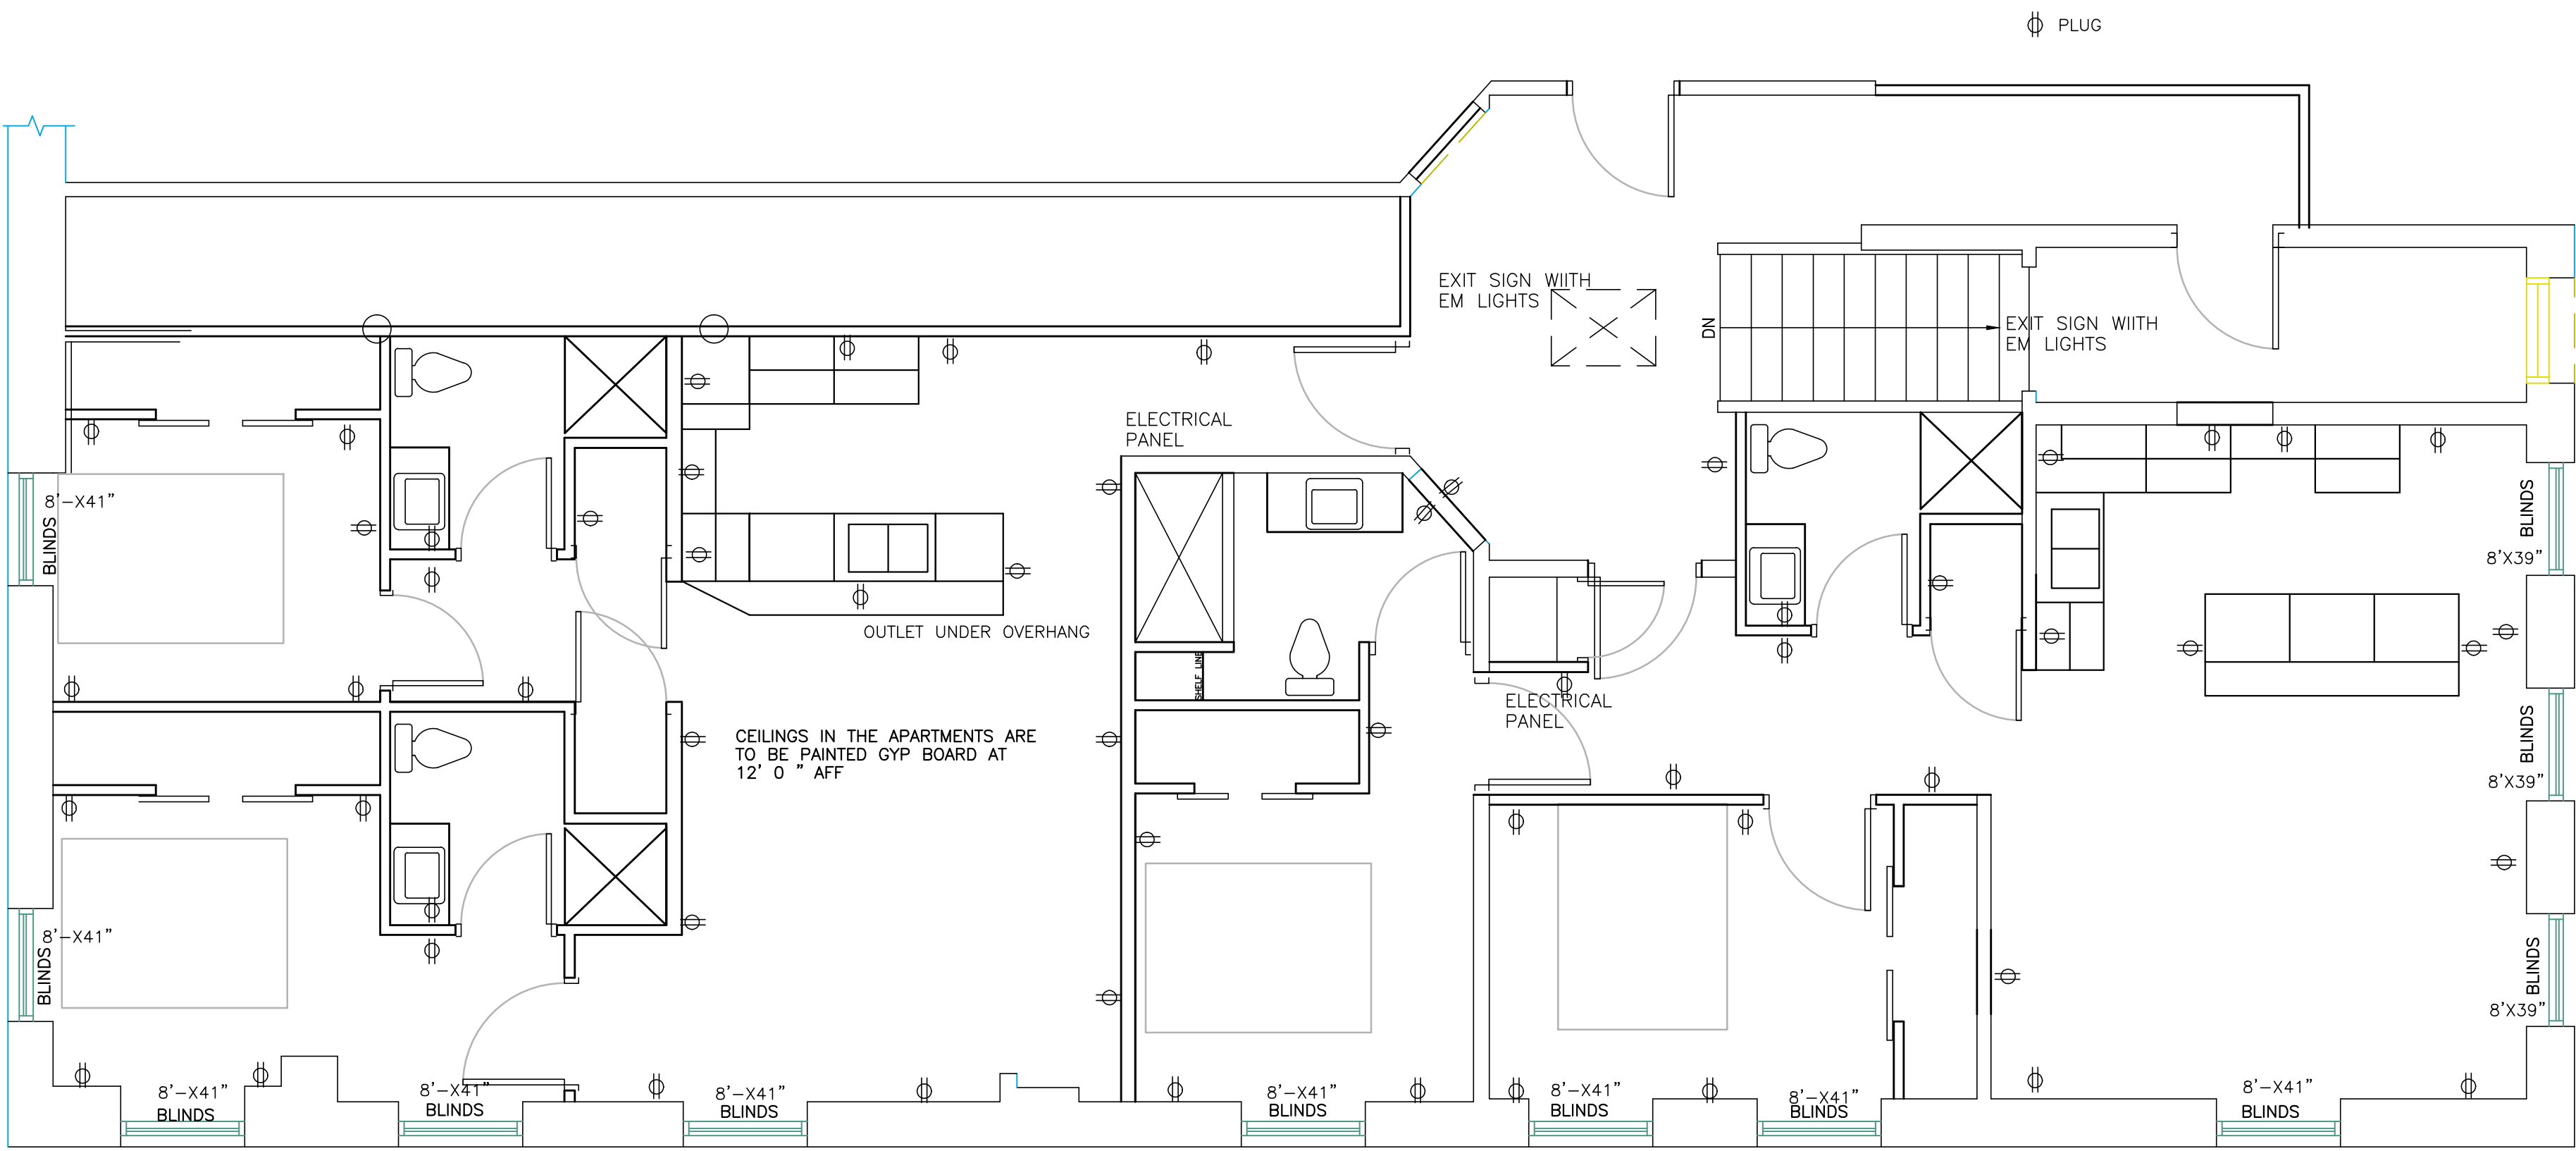 PLUG
EXIT SIGN WIITH
EM LIGHTS
DN
EXIT SIGN WIITH
EM LIGHTS
ELECTRICAL
PANEL
8'-X41"
BLINDS
BLINDS
8'X39"
OUTLET UNDER OVERHANG
SHELF LINE
ELECTRICAL
PANEL
CEILINGS IN THE APARTMENTS ARE
TO BE PAINTED GYP BOARD AT
12' 0 " AFF
BLINDS
8'X39"
8'-X41"
BLINDS
BLINDS
8'X39"
8'-X41"
BLINDS
8'-X41"
BLINDS
8'-X41"
BLINDS
8'-X41"
BLINDS
8'-X41"
BLINDS
8'-X41"
BLINDS
8'-X41"
BLINDS